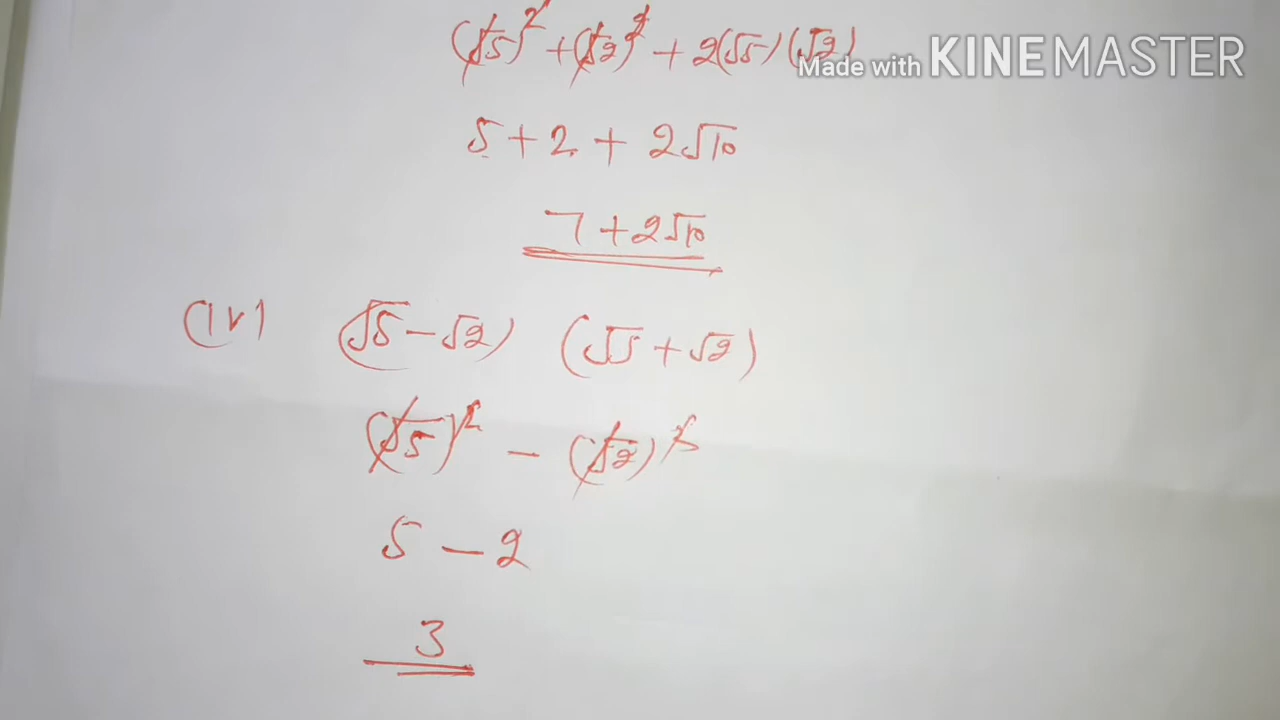 (√5)² + (√2)² + 2(√5)(√2)
Made with KINEMASTER
5 + 2 + 2√10
7 + 2√10
(iv) (√5 - √2) (√5 + √2)
(√5)² - (√2)²
5 - 2
3